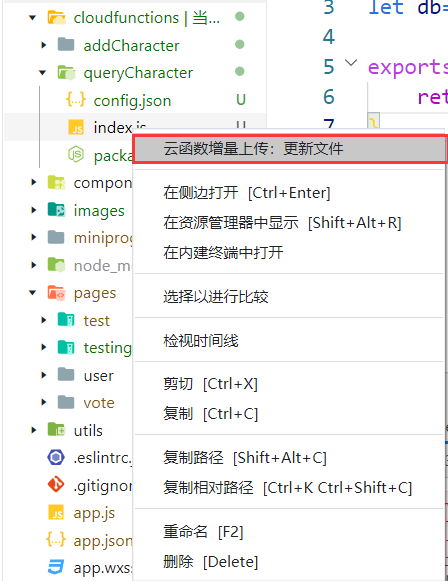 cloudfunctions | 当...
addCharacter
queryCharacter
config.json U
index.js U
packa
compon
images
miniprog
node_m
pages
test
testing
user
vote
utils
.eslintrc.
.gitignor
app.js
app.json
app.wxss
3 let db=
4
5 exports
6 ret
7 }
云函数增量上传：更新文件
在侧边打开 [Ctrl+Enter]
在资源管理器中显示 [Shift+Alt+R]
在内建终端中打开
选择以进行比较
检视时间线
剪切 [Ctrl+X]
复制 [Ctrl+C]
复制路径 [Shift+Alt+C]
复制相对路径 [Ctrl+K Ctrl+Shift+C]
重命名 [F2]
删除 [Delete]